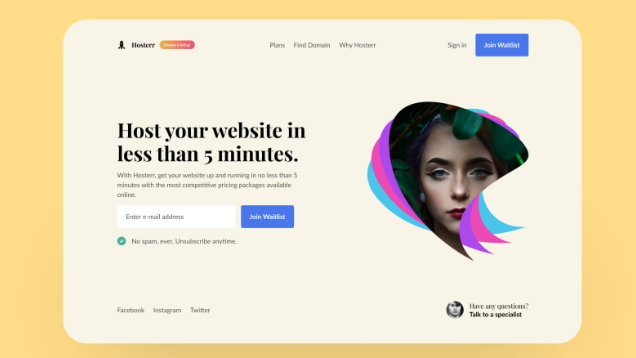 Hosterr
Plans Find Domain Why Hosterr
Sign in Join Waitlist
Host your website in
less than 5 minutes.
With Hosterr, get your website up and running in no less than 5
minutes with the most competitive pricing packages available
online.
Enter e-mail address Join Waitlist
No spam, ever. Unsubscribe anytime.
Facebook Instagram Twitter
Have any questions?
Talk to a specialist